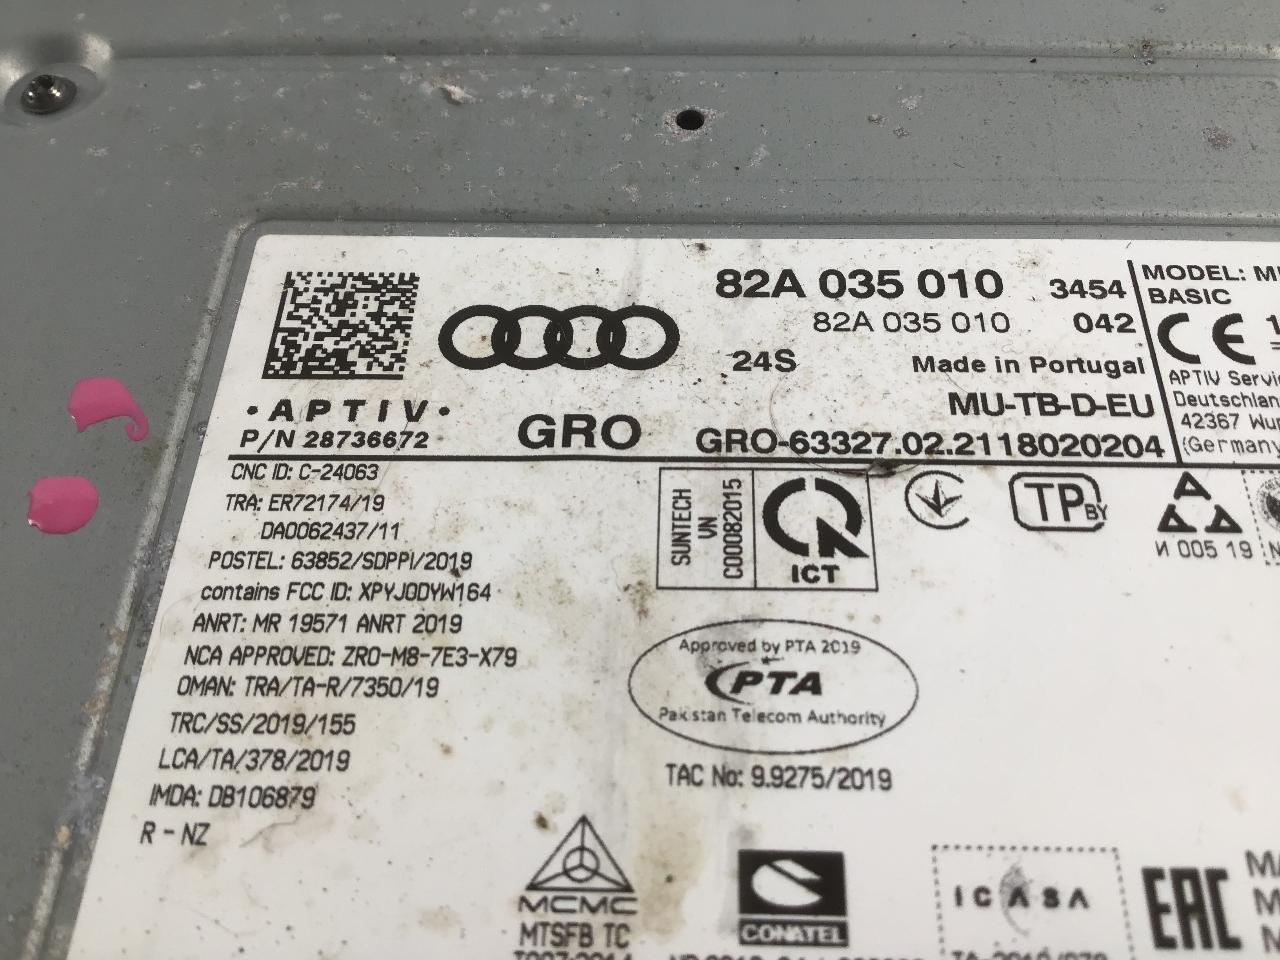 82A 035 010 3454
82A 035 010 042
24S Made in Portugal
MU-TB-D-EU
• APTIV •
P/N 28736672
GRO GRO-63327.02.2118020204
MODEL:
BASIC
CE
APTIV
Deutschland
42367
(Germany
CNC ID: C-24063
TRA: ER72174/19
DA0062437/11
POSTEL: 63852/SDPPI/2019
contains FCC ID: XPYJODYW164
ANRT: MR 19571 ANRT 2019
NCA APPROVED: ZRO-M8-7E3-X79
OMAN: TRA/TA-R/7350/19
TRC/SS/2019/155
LCA/TA/378/2019
IMDA: DB106879
R - NZ
SUNTECH
VN
C00082015
ICT
TP BY
И 005 19
Approved by PTA 2019
PTA
Pakistan Telecom Authority
TAC No: 9.9275/2019
MCMC
MTSFB TC
CONATEL
ICASA
EAC